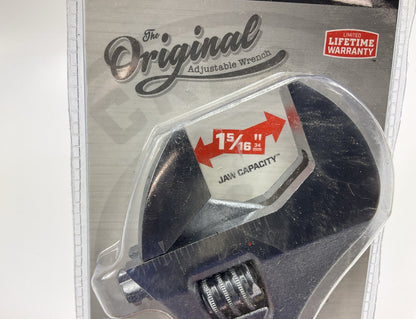 The
Original
Adjustable Wrench
LIMITED
LIFETIME
WARRANTY
1 5/16"
34
mm
JAW CAPACITY